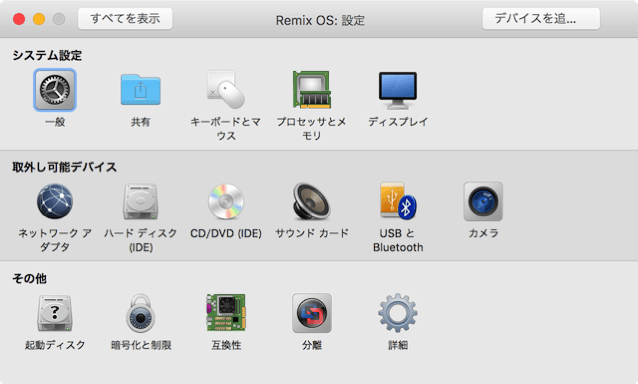 すべてを表示
Remix OS: 設定
デバイスを追...
システム設定
一般
共有
キーボードとマ
ウス
プロセッサとメ
モリ
ディスプレイ
取外し可能デバイス
ネットワーク ア
ダプタ
ハード ディスク
(IDE)
CD/DVD (IDE)
サウンド カード
USB と
Bluetooth
カメラ
その他
起動ディスク
暗号化と制限
互換性
分離
詳細